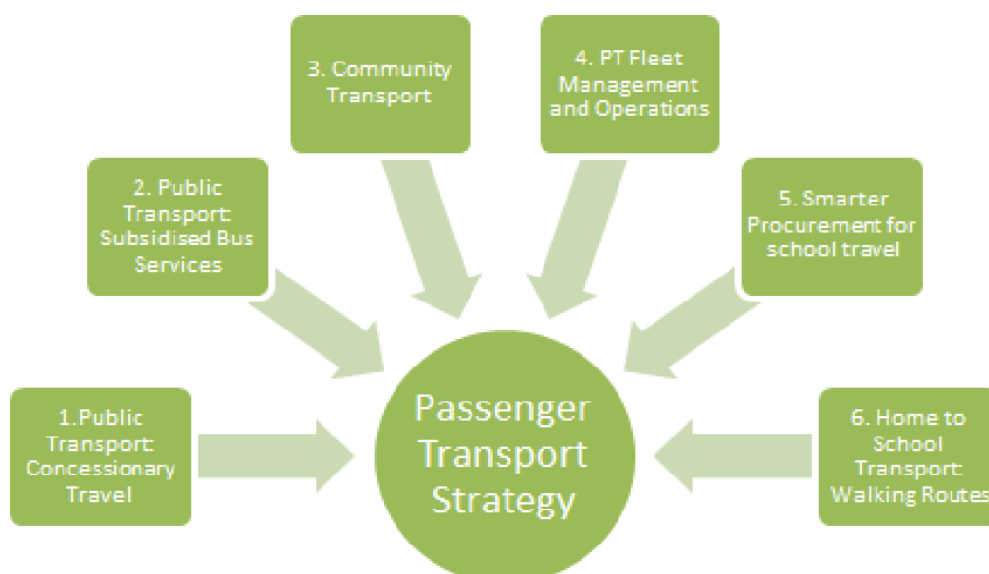 1.Public
Transport:
Concessionary
Travel
2. Public
Transport:
Subsidised Bus
Services
3. Community
Transport
4. PT Fleet
Management
and Operations
5. Smarter
Procurement for
school travel
6. Home to
School
Transport:
Walking Routes
Passenger
Transport
Strategy